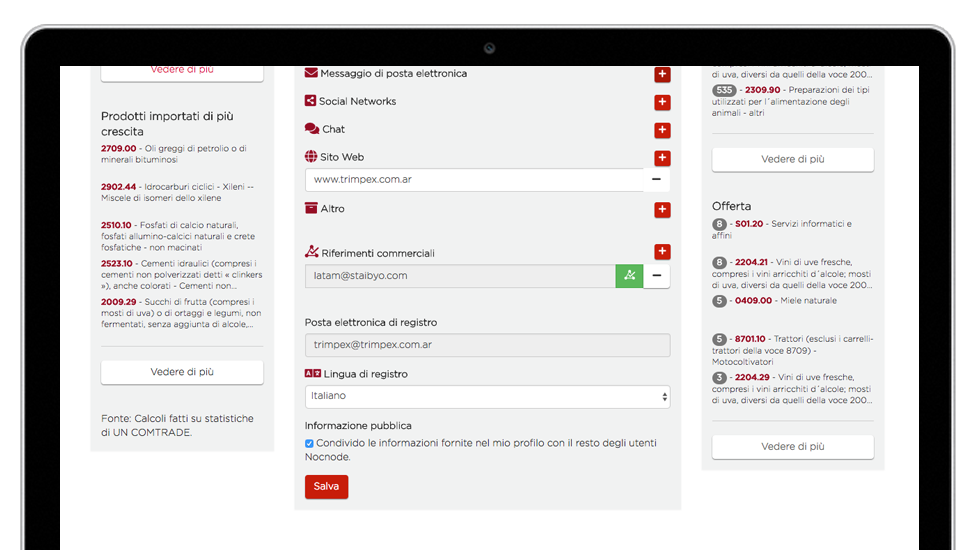 Vedere di più
Prodotti importati di più
crescita
2709.00 - Oli greggi di petrolio o di
minerali bituminosi
2902.44 - Idrocarburi ciclici - Xileni --
Miscele di isomeri dello xilene
2510.10 - Fosfati di calcio naturali,
fosfati allumino-calcici naturali e crete
fosfatiche - non macinati
2523.10 - Cementi idraulici (compresi i
cementi non polverizzati detti « clinkers
»), anche colorati - Cementi non...
2009.29 - Succhi di frutta (compresi i
mosti di uva) o di ortaggi e legumi, non
fermentati, senza aggiunta di alcole,...
Vedere di più
Fonte: Calcoli fatti su statistiche
di UN COMTRADE.
Messaggio di posta elettronica
Social Networks
Chat
Sito Web
www.trimpex.com.ar
Altro
Riferimenti commerciali
latam@staibyo.com
Posta elettronica di registro
trimpex@trimpex.com.ar
Lingua di registro
Italiano
Informazione pubblica
Condivido le informazioni fornite nel mio profilo con il resto degli utenti
Nocnode.
Salva
di uva, diversi da quelli della voce 200...
535 - 2309.90 - Preparazioni dei tipi
utilizzati per l´alimentazione degli
animali - altri
Vedere di più
Offerta
8 - S01.20 - Servizi informatici e
affini
8 - 2204.21 - Vini di uve fresche,
compresi i vini arricchiti d´alcole; mosti
di uva, diversi da quelli della voce 200...
5 - 0409.00 - Miele naturale
5 - 8701.10 - Trattori (esclusi i carrelli-
trattori della voce 8709) -
Motocoltivatori
3 - 2204.29 - Vini di uve fresche,
compresi i vini arricchiti d´alcole; mosti
di uva, diversi da quelli della voce 200...
Vedere di più